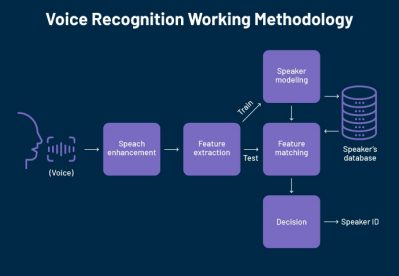 Voice Recognition Working Methodology
Speaker
modeling
Train
(Voice)
Speach
enhancement
Feature
extraction
Test
Feature
matching
Speaker's
database
Decision
Speaker ID